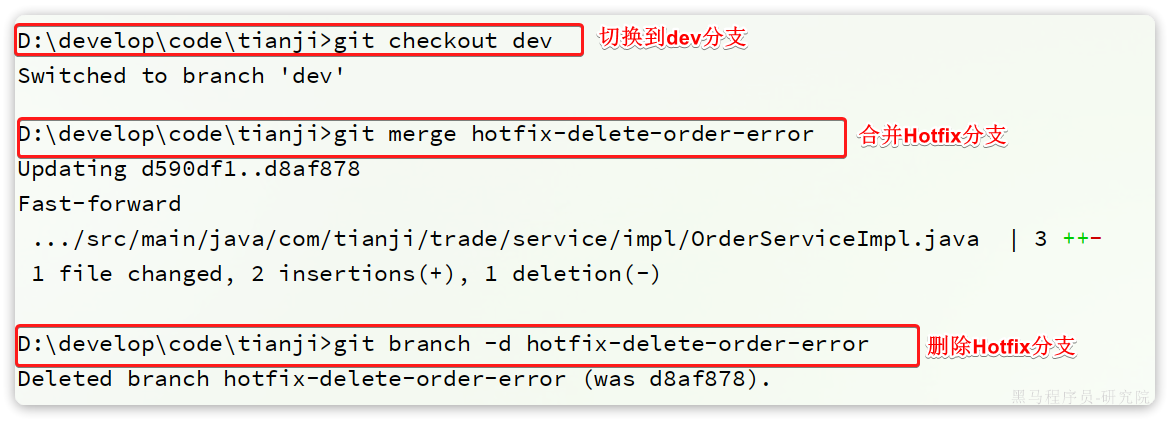 D:\develop\code\tianji>git checkout dev 切换到dev分支
Switched to branch 'dev'
D:\develop\code\tianji>git merge hotfix-delete-order-error 合并Hotfix分支
Updating d590df1..d8af878
Fast-forward
.../src/main/java/com/tianji/trade/service/impl/OrderServiceImpl.java | 3 ++-
1 file changed, 2 insertions(+), 1 deletion(-)
D:\develop\code\tianji>git branch -d hotfix-delete-order-error 删除Hotfix分支
Deleted branch hotfix-delete-order-error (was d8af878).
黑马程序员-研究院